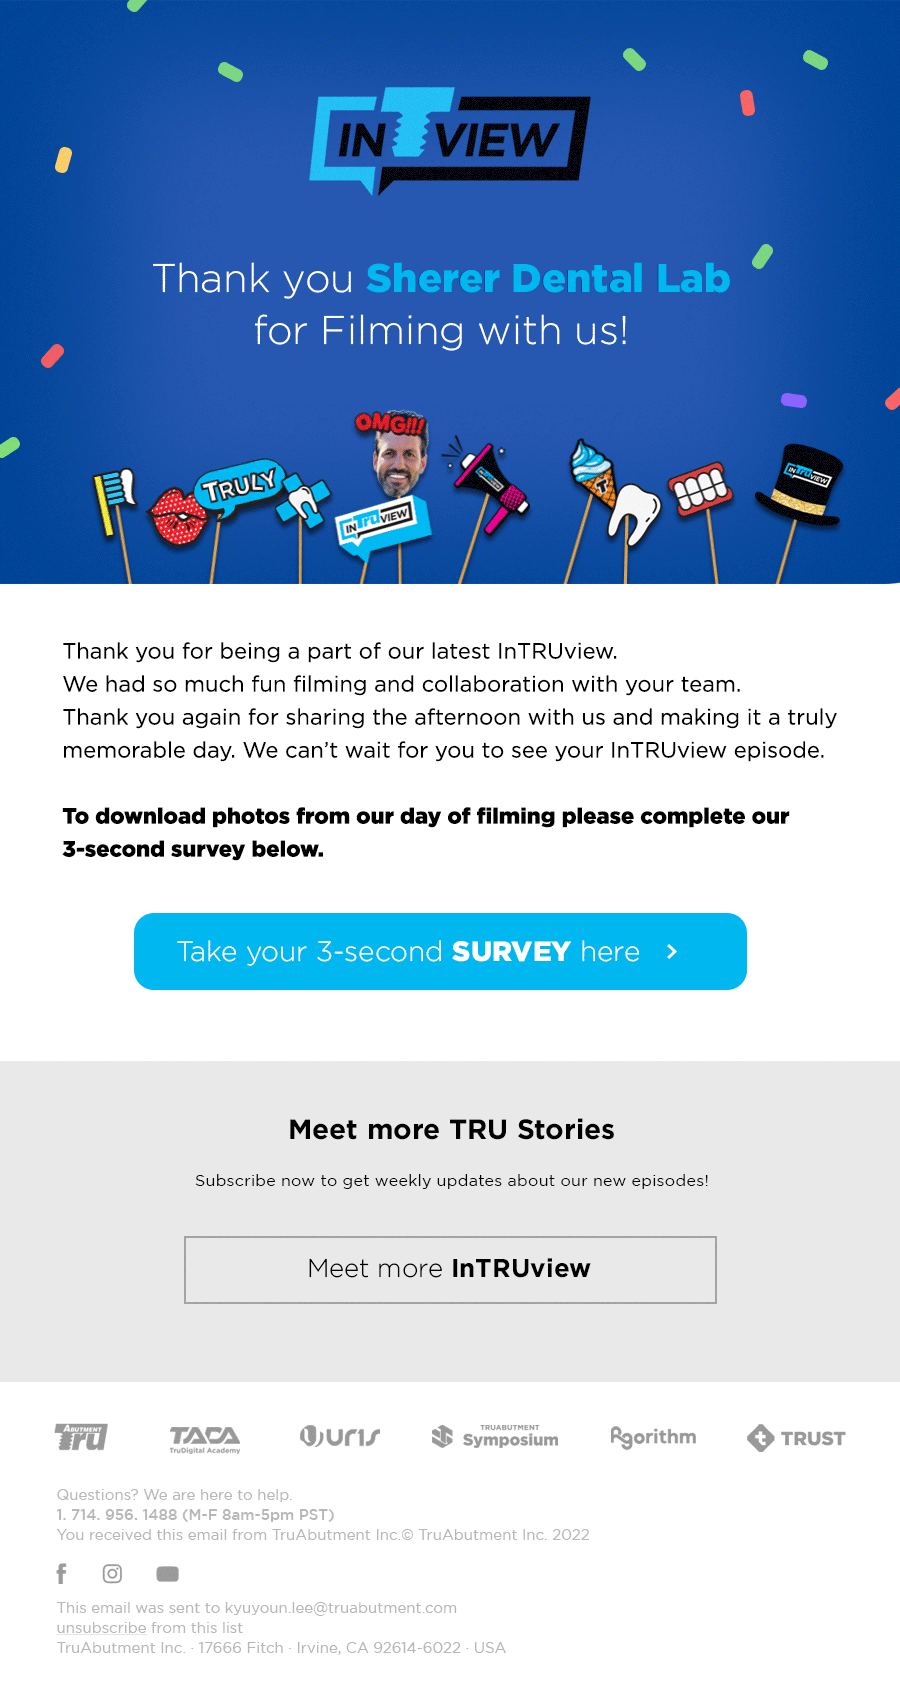 IN T VIEW
Thank you Sherer Dental Lab
for Filming with us!
OMG!!!
TRULY
InTruVIEW
InTruVIEW
T
InTruVIEW
Thank you for being a part of our latest InTRUview.
We had so much fun filming and collaboration with your team.
Thank you again for sharing the afternoon with us and making it a truly
memorable day. We can’t wait for you to see your InTRUview episode.
To download photos from our day of filming please complete our
3-second survey below.
Take your 3-second SURVEY here >
Meet more TRU Stories
Subscribe now to get weekly updates about our new episodes!
Meet more InTRUview
ABUTMENT
Tru
TACA
TruDigital Academy
URIS
TRUABUTMENT
Symposium
Rgorithm
t TRUST
Questions? We are here to help.
1. 714. 956. 1488 (M-F 8am-5pm PST)
You received this email from TruAbutment Inc.© TruAbutment Inc. 2022
This email was sent to kyuyoun.lee@truabutment.com
unsubscribe from this list
TruAbutment Inc. · 17666 Fitch · Irvine, CA 92614-6022 · USA